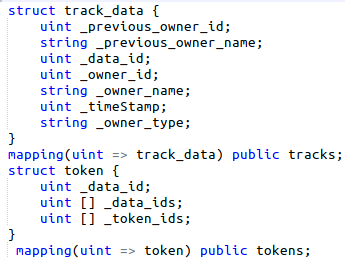 struct track_data {
    uint _previous_owner_id;
    string _previous_owner_name;
    uint _data_id;
    uint _owner_id;
    string _owner_name;
    uint _timeStamp;
    string _owner_type;
}
mapping(uint => track_data) public tracks;
struct token {
    uint _data_id;
    uint [] _data_ids;
    uint [] _token_ids;
}
 mapping(uint => token) public tokens;